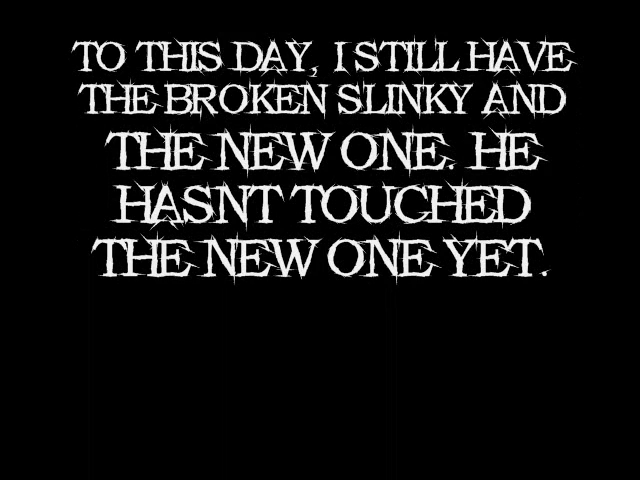 TO THIS DAY, I STILL HAVE
THE BROKEN SLINKY AND
THE NEW ONE. HE
HASNT TOUCHED
THE NEW ONE YET.